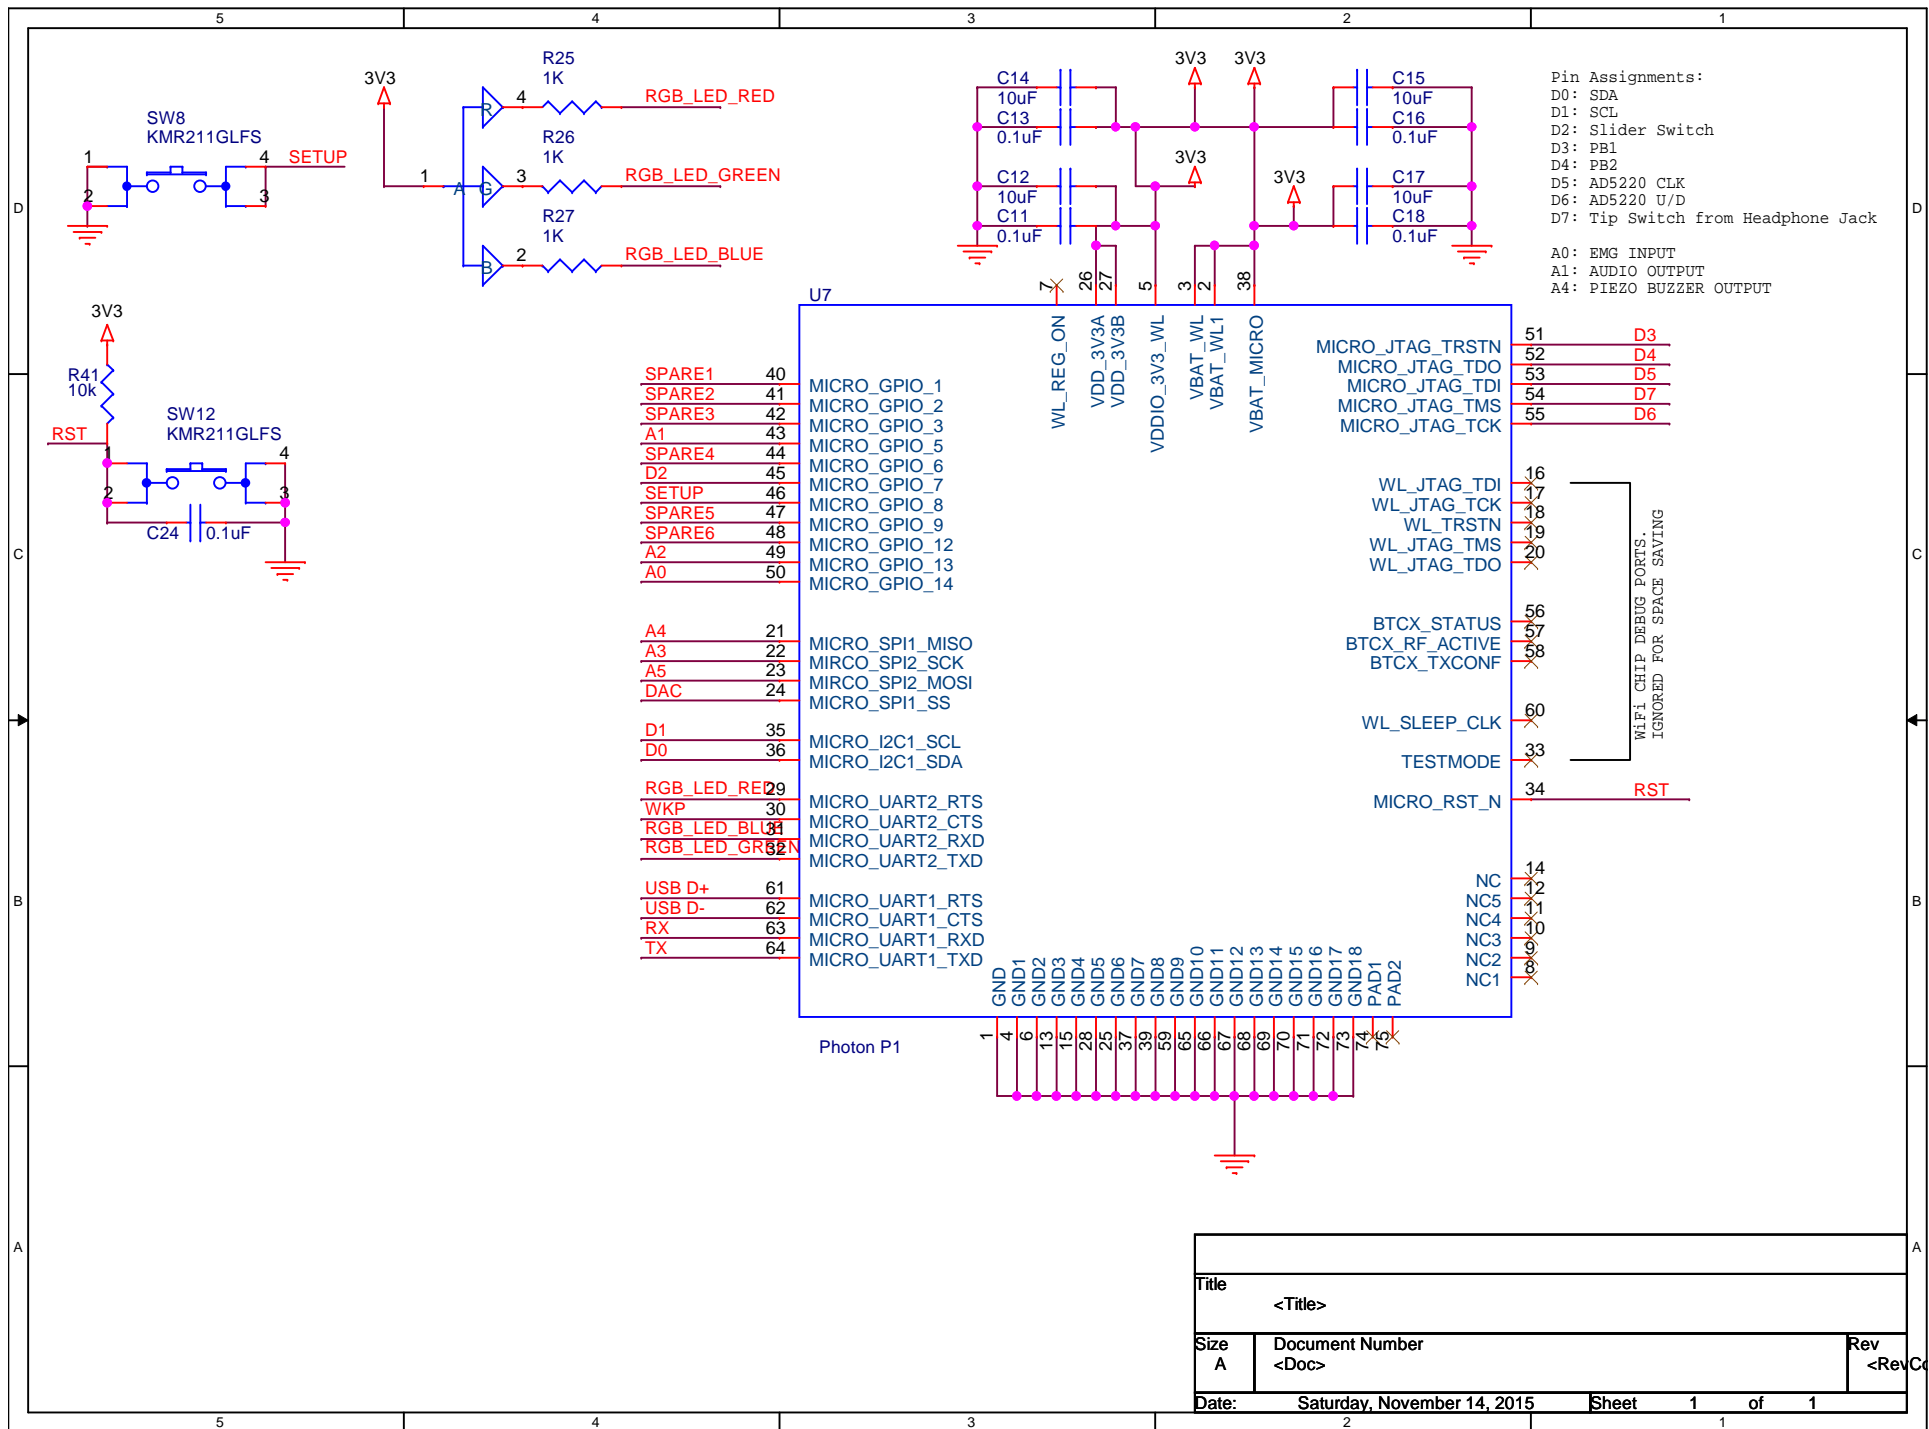 5 4 3 2 1
D
C
B
A
D
C
B
A
SW8
KMR211GLFS
1
2
4
3
SETUP
3V3
R25
1K
4
RGB_LED_RED
R26
1K
1
A
R
G
B
3
RGB_LED_GREEN
R27
1K
2
RGB_LED_BLUE
3V3
R41
10k
RST
SW12
KMR211GLFS
1
2
4
3
C24
0.1uF
C14
10uF
C13
0.1uF
C12
10uF
C11
0.1uF
3V3
3V3
3V3
3V3
C15
10uF
C16
0.1uF
C17
10uF
C18
0.1uF
Pin Assignments:
D0: SDA
D1: SCL
D2: Slider Switch
D3: PB1
D4: PB2
D5: AD5220 CLK
D6: AD5220 U/D
D7: Tip Switch from Headphone Jack
A0: EMG INPUT
A1: AUDIO OUTPUT
A4: PIEZO BUZZER OUTPUT
U7
7 WL_REG_ON
26 VDD_3V3A
27 VDD_3V3B
5 VDDIO_3V3_WL
3 VBAT_WL
2 VBAT_WL1
38 VBAT_MICRO
SPARE1 40 MICRO_GPIO_1
SPARE2 41 MICRO_GPIO_2
SPARE3 42 MICRO_GPIO_3
A1 43 MICRO_GPIO_5
SPARE4 44 MICRO_GPIO_6
D2 45 MICRO_GPIO_7
SETUP 46 MICRO_GPIO_8
SPARE5 47 MICRO_GPIO_9
SPARE6 48 MICRO_GPIO_12
A2 49 MICRO_GPIO_13
A0 50 MICRO_GPIO_14
A4 21 MICRO_SPI1_MISO
A3 22 MIRCO_SPI2_SCK
A5 23 MIRCO_SPI2_MOSI
DAC 24 MICRO_SPI1_SS
D1 35 MICRO_I2C1_SCL
D0 36 MICRO_I2C1_SDA
RGB_LED_RED 29 MICRO_UART2_RTS
WKP 30 MICRO_UART2_CTS
RGB_LED_BLUE 31 MICRO_UART2_RXD
RGB_LED_GREEN 32 MICRO_UART2_TXD
USB D+ 61 MICRO_UART1_RTS
USB D- 62 MICRO_UART1_CTS
RX 63 MICRO_UART1_RXD
TX 64 MICRO_UART1_TXD
MICRO_JTAG_TRSTN 51 D3
MICRO_JTAG_TDO 52 D4
MICRO_JTAG_TDI 53 D5
MICRO_JTAG_TMS 54 D7
MICRO_JTAG_TCK 55 D6
WL_JTAG_TDI 16
WL_JTAG_TCK 17
WL_TRSTN 18
WL_JTAG_TMS 19
WL_JTAG_TDO 20
BTCX_STATUS 56
BTCX_RF_ACTIVE 57
BTCX_TXCONF 58
WL_SLEEP_CLK 60
TESTMODE 33
WiFi CHIP DEBUG PORTS.
IGNORED FOR SPACE SAVING
MICRO_RST_N 34 RST
NC 14
NC5 12
NC4 11
NC3 10
NC2 9
NC1 8
GND 1
GND1 4
GND2 6
GND3 13
GND4 15
GND5 28
GND6 25
GND7 37
GND8 39
GND9 59
GND10 65
GND11 66
GND12 67
GND13 68
GND14 69
GND15 70
GND16 71
GND17 72
GND18 73
PAD1 74
PAD2 75
Photon P1
Title
<Title>
Size
A
Document Number
<Doc>
Rev
<RevCo
Date: Saturday, November 14, 2015 Sheet 1 of 1
5 4 3 2 1